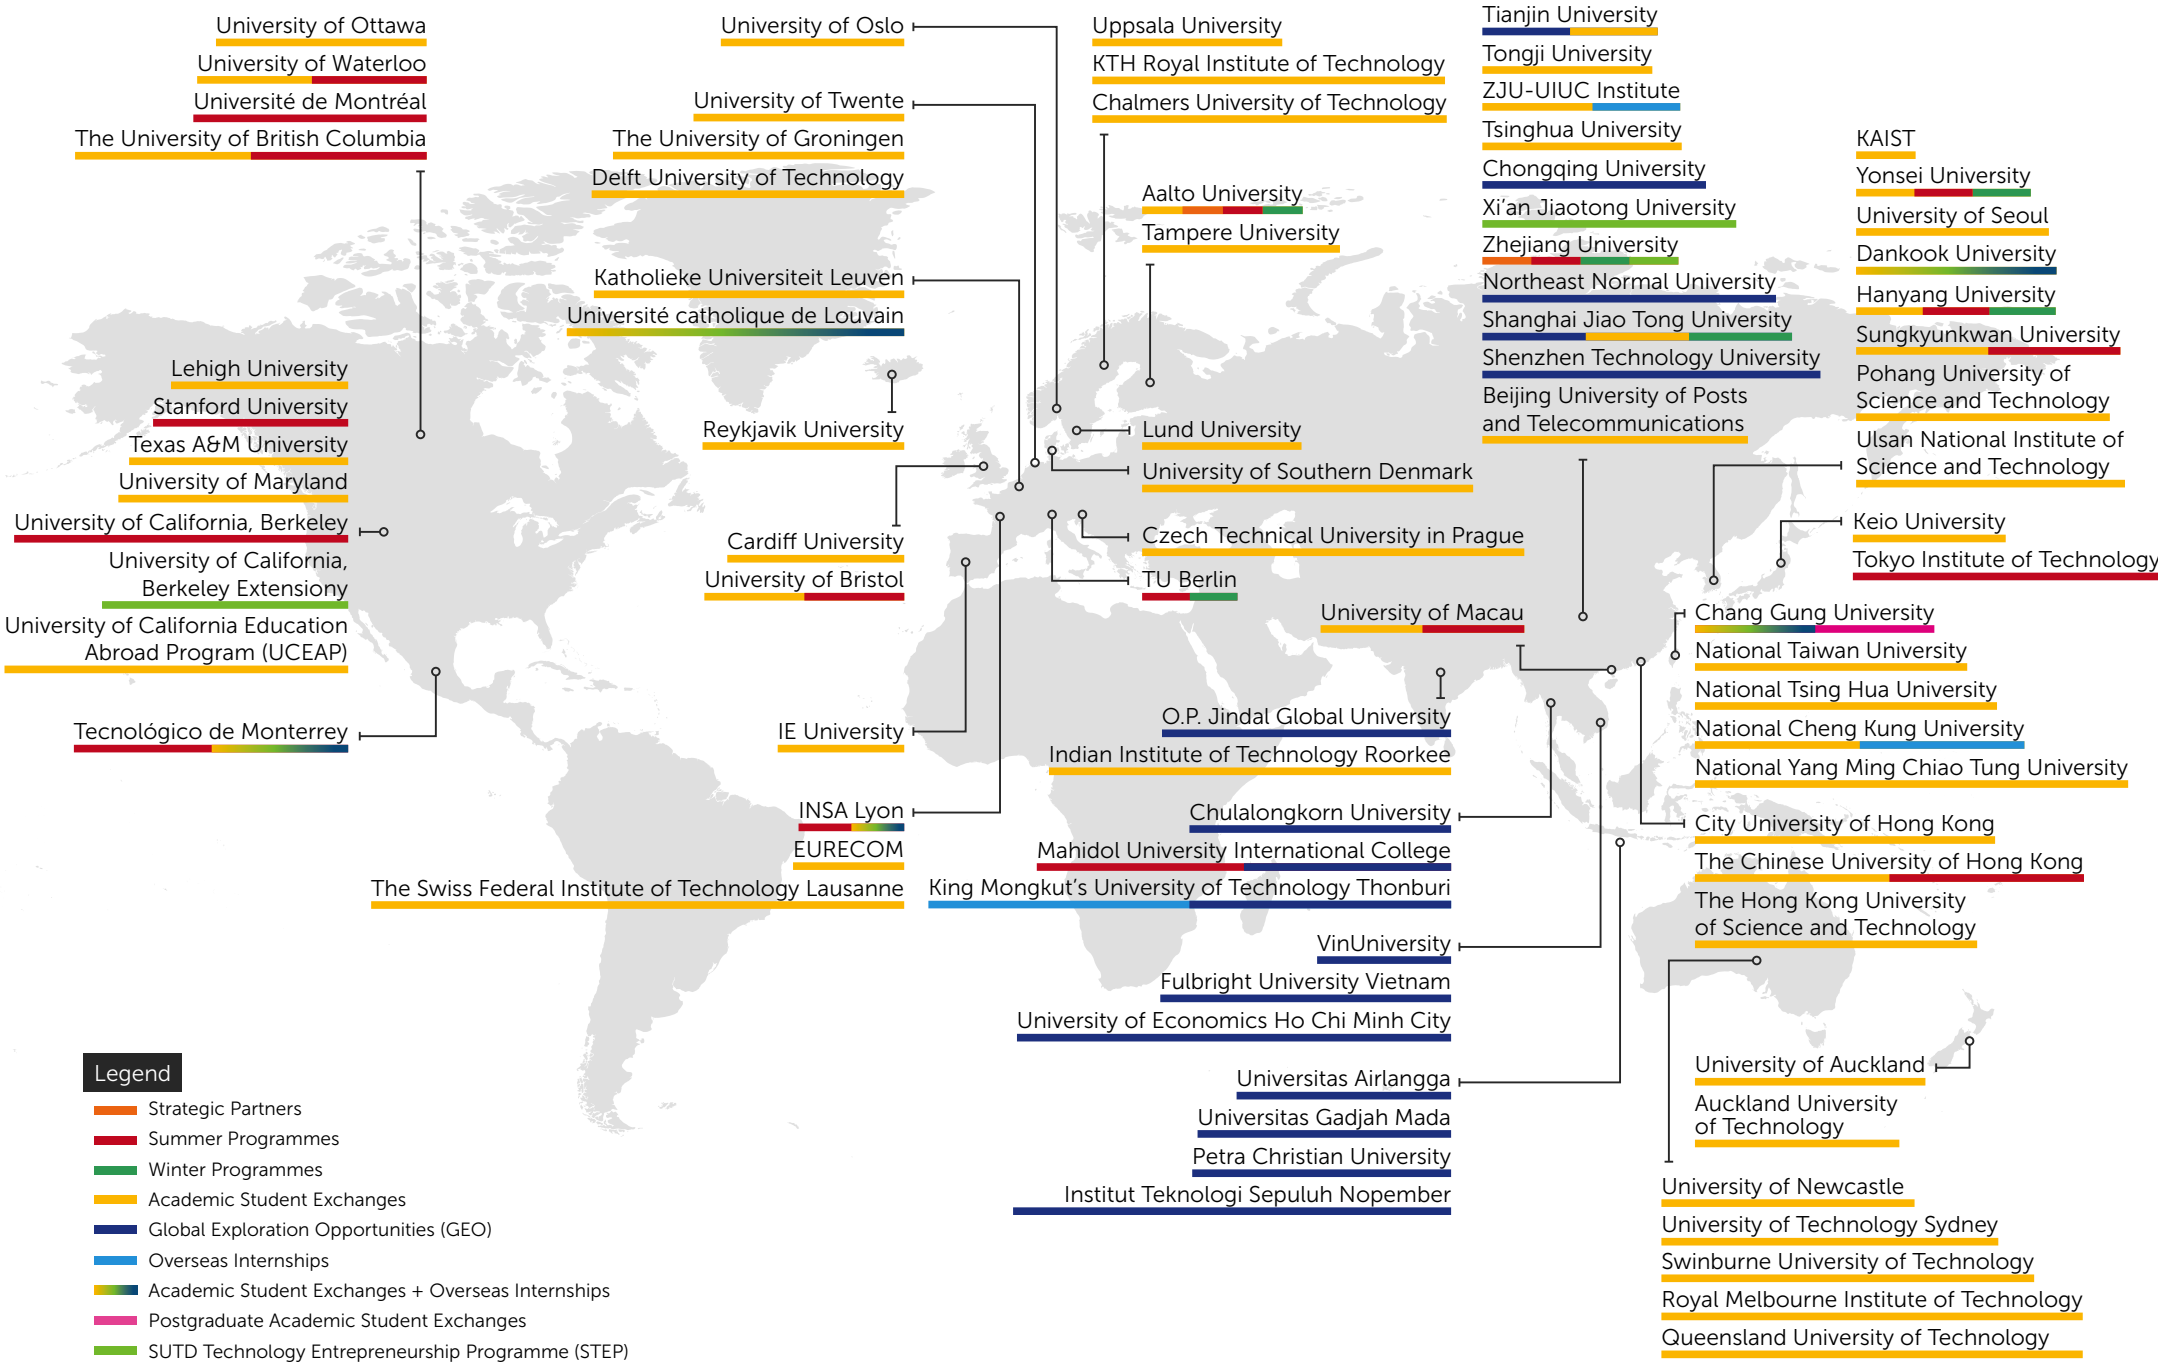 University of Ottawa
University of Waterloo
Université de Montréal
The University of British Columbia
University of Oslo
University of Twente
The University of Groningen
Delft University of Technology
Katholieke Universiteit Leuven
Université catholique de Louvain
Uppsala University
KTH Royal Institute of Technology
Chalmers University of Technology
Aalto University
Tampere University
Tianjin University
Tongji University
ZJU-UIUC Institute
Tsinghua University
Chongqing University
Xi'an Jiaotong University
Zhejiang University
Northeast Normal University
Shanghai Jiao Tong University
Shenzhen Technology University
Beijing University of Posts
and Telecommunications
KAIST
Yonsei University
University of Seoul
Dankook University
Hanyang University
Sungkyunkwan University
Pohang University of
Science and Technology
Ulsan National Institute of
Science and Technology
Keio University
Tokyo Institute of Technology
Lehigh University
Stanford University
Texas A&M University
University of Maryland
University of California, Berkeley
University of California,
Berkeley Extensiony
University of California Education
Abroad Program (UCEAP)
Tecnológico de Monterrey
Reykjavik University
Cardiff University
University of Bristol
IE University
INSA Lyon
EURECOM
The Swiss Federal Institute of Technology Lausanne
Lund University
University of Southern Denmark
Czech Technical University in Prague
TU Berlin
University of Macau
O.P. Jindal Global University
Indian Institute of Technology Roorkee
Chulalongkorn University
Mahidol University International College
King Mongkut's University of Technology Thonburi
VinUniversity
Fulbright University Vietnam
University of Economics Ho Chi Minh City
Universitas Airlangga
Universitas Gadjah Mada
Petra Christian University
Institut Teknologi Sepuluh Nopember
Chang Gung University
National Taiwan University
National Tsing Hua University
National Cheng Kung University
National Yang Ming Chiao Tung University
City University of Hong Kong
The Chinese University of Hong Kong
The Hong Kong University
of Science and Technology
University of Auckland
Auckland University
of Technology
University of Newcastle
University of Technology Sydney
Swinburne University of Technology
Royal Melbourne Institute of Technology
Queensland University of Technology
Legend
Strategic Partners
Summer Programmes
Winter Programmes
Academic Student Exchanges
Global Exploration Opportunities (GEO)
Overseas Internships
Academic Student Exchanges + Overseas Internships
Postgraduate Academic Student Exchanges
SUTD Technology Entrepreneurship Programme (STEP)